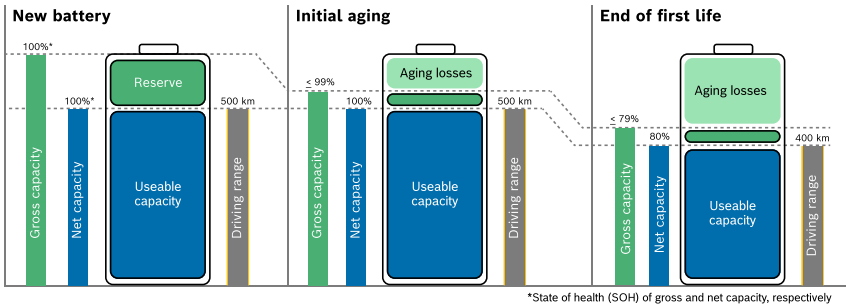 New battery
100%*
Gross capacity
100%*
Net capacity
Reserve
Useable
capacity
500 km
Driving range
Initial aging
≤ 99%
Gross capacity
100%
Net capacity
Aging losses
Useable
capacity
500 km
Driving range
End of first life
≤ 79%
Gross capacity
80%
Net capacity
Aging losses
Useable
capacity
400 km
Driving range
*State of health (SOH) of gross and net capacity, respectively